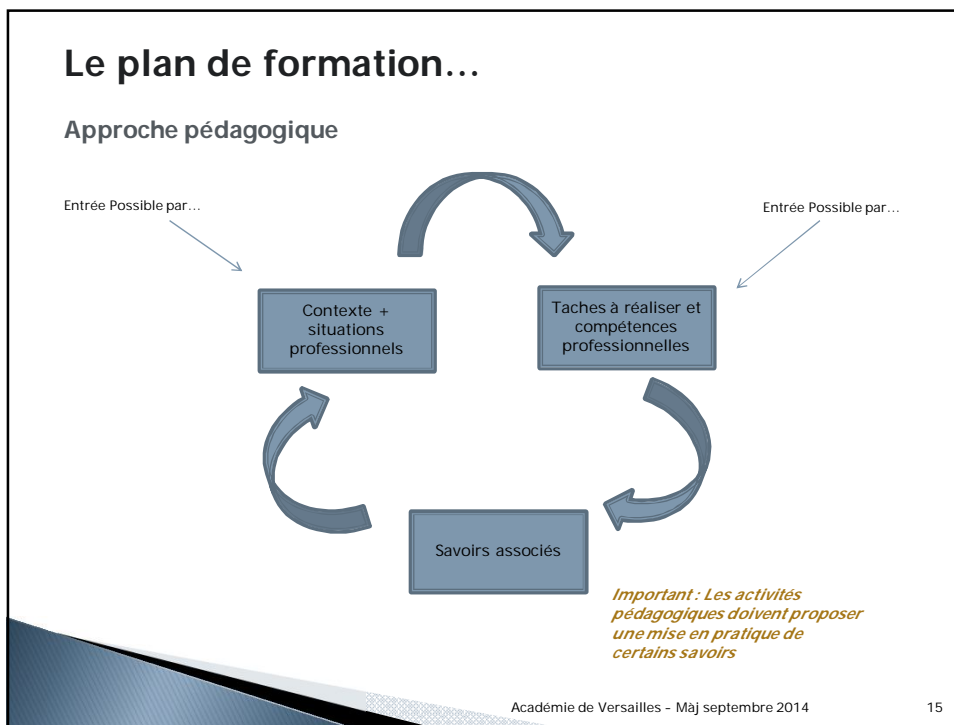 Le plan de formation…
Approche pédagogique
Entrée Possible par…
Entrée Possible par…
Contexte +
situations
professionnels
Taches à réaliser et
compétences
professionnelles
Savoirs associés
Important : Les activités
pédagogiques doivent proposer
une mise en pratique de
certains savoirs
Académie de Versailles - Màj septembre 2014
15